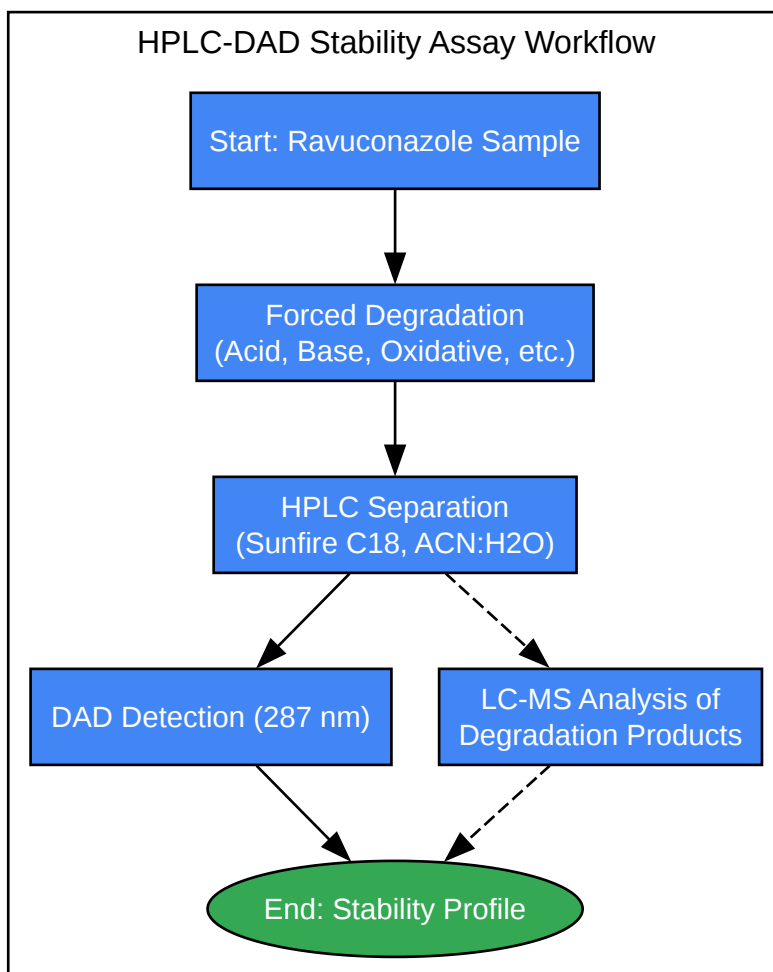 HPLC-DAD Stability Assay Workflow
Start: Ravuconazole Sample
Forced Degradation
(Acid, Base, Oxidative, etc.)
HPLC Separation
(Sunfire C18, ACN:H2O)
DAD Detection (287 nm)
LC-MS Analysis of
Degradation Products
End: Stability Profile